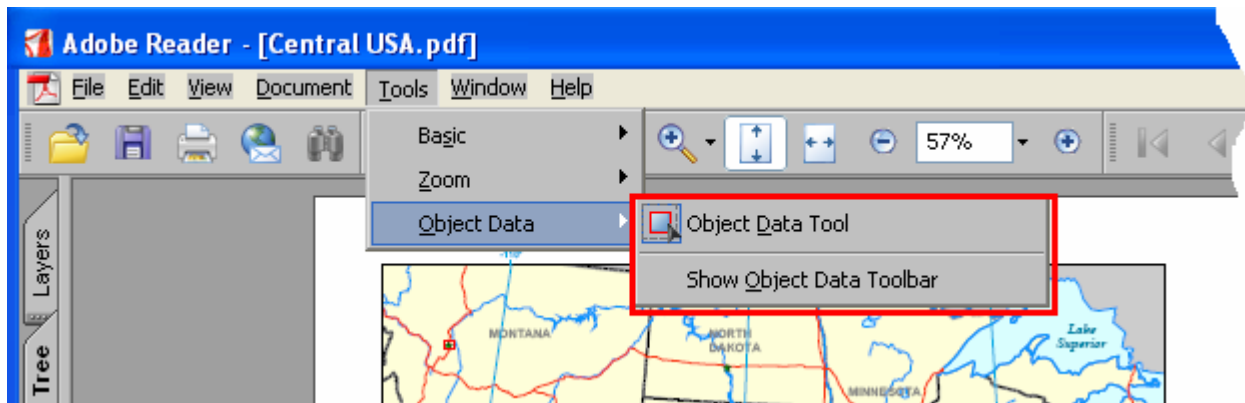 Adobe Reader - [Central USA.pdf]
File Edit View Document Tools Window Help
Basic
57%
Zoom
Object Data
Object Data Tool
Show Object Data Toolbar
Layers
Tree
-110°
MONTANA
NORTH
DAKOTA
MINNESOTA
Lake
Superior